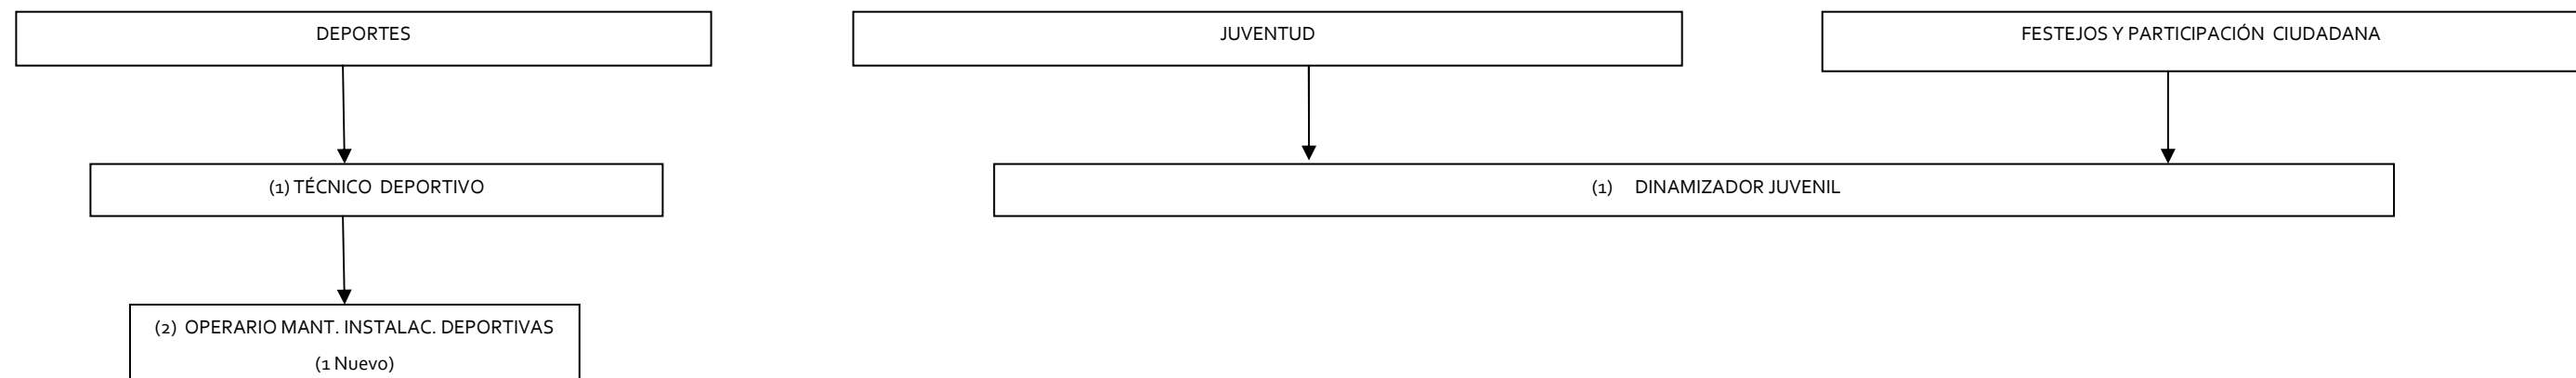 DEPORTES
JUVENTUD
FESTEJOS Y PARTICIPACIÓN CIUDADANA
(1) TÉCNICO DEPORTIVO
(1) DINAMIZADOR JUVENIL
(2) OPERARIO MANT. INSTALAC. DEPORTIVAS
(1 Nuevo)